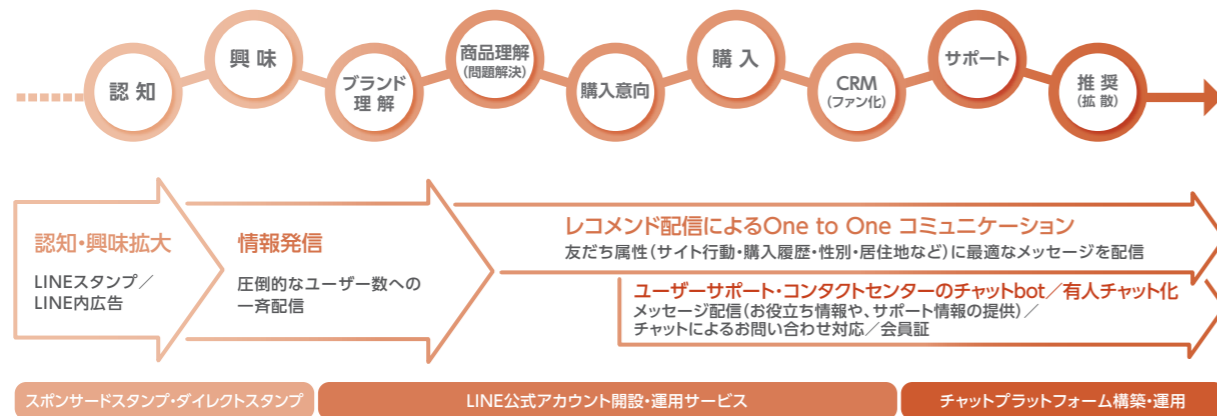 認知
興味
ブランド
理解
商品理解
(問題解決)
購入意向
購入
CRM
(ファン化)
サポート
推奨
(拡散)
認知・興味拡大
LINEスタンプ／
LINE内広告
情報発信
圧倒的なユーザー数への
一斉配信
レコメンド配信によるOne to One コミュニケーション
友だち属性(サイト行動・購入履歴・性別・居住地など)に最適なメッセージを配信
ユーザーサポート・コンタクトセンターのチャットbot／有人チャット化
メッセージ配信(お役立ち情報や、サポート情報の提供)／
チャットによるお問い合わせ対応／会員証
スポンサードスタンプ・ダイレクトスタンプ
LINE公式アカウント開設・運用サービス
チャットプラットフォーム構築・運用